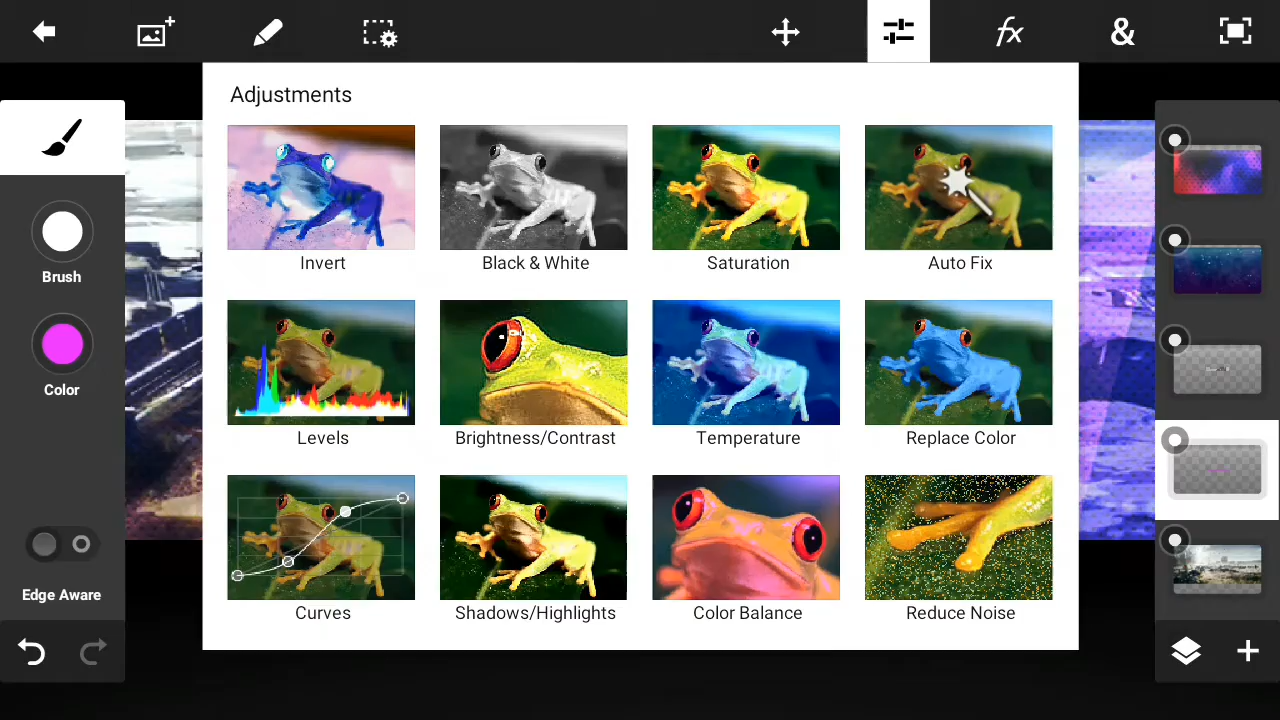 fx
&
Adjustments
Invert
Black & White
Saturation
Auto Fix
Brush
Levels
Brightness/Contrast
Temperature
Replace Color
Color
Curves
Shadows/Highlights
Color Balance
Reduce Noise
Edge Aware